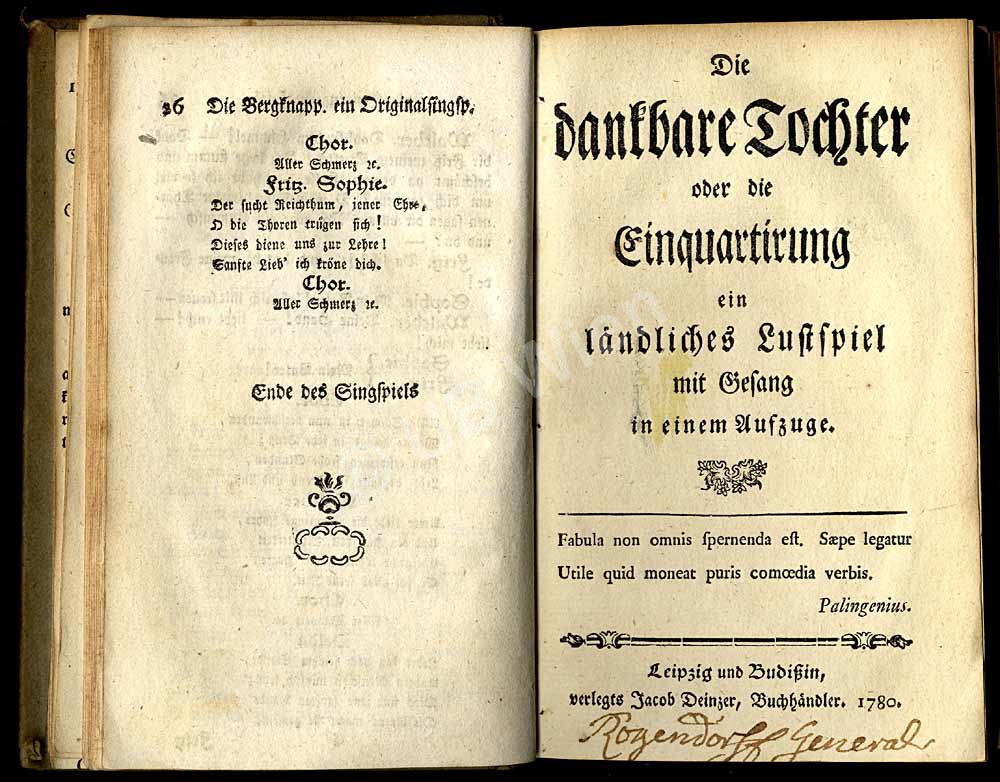 36 Die Bergknapp. ein Originalsingsp.
Chor.
Aller Schmerz ꝛc.
Fritz. Sophie.
Der sucht Reichthum, jener Ehre,
O die Thoren trügen sich!
Dieses diene uns zur Lehre!
Sanfte Lieb' ich kröne dich.
Chor.
Aller Schmerz ꝛc.
Ende des Singspiels
Die
dankbare Tochter
oder die
Einquartirung
ein
ländliches Lustspiel
mit Gesang
in einem Aufzuge.
Fabula non omnis ſpernenda eſt. Sæpe legatur
Utile quid moneat puris comœdia verbis.
Palingenius.
Leipzig und Budißin,
verlegts Jacob Deinzer, Buchhändler. 1780.
Rogendorff General